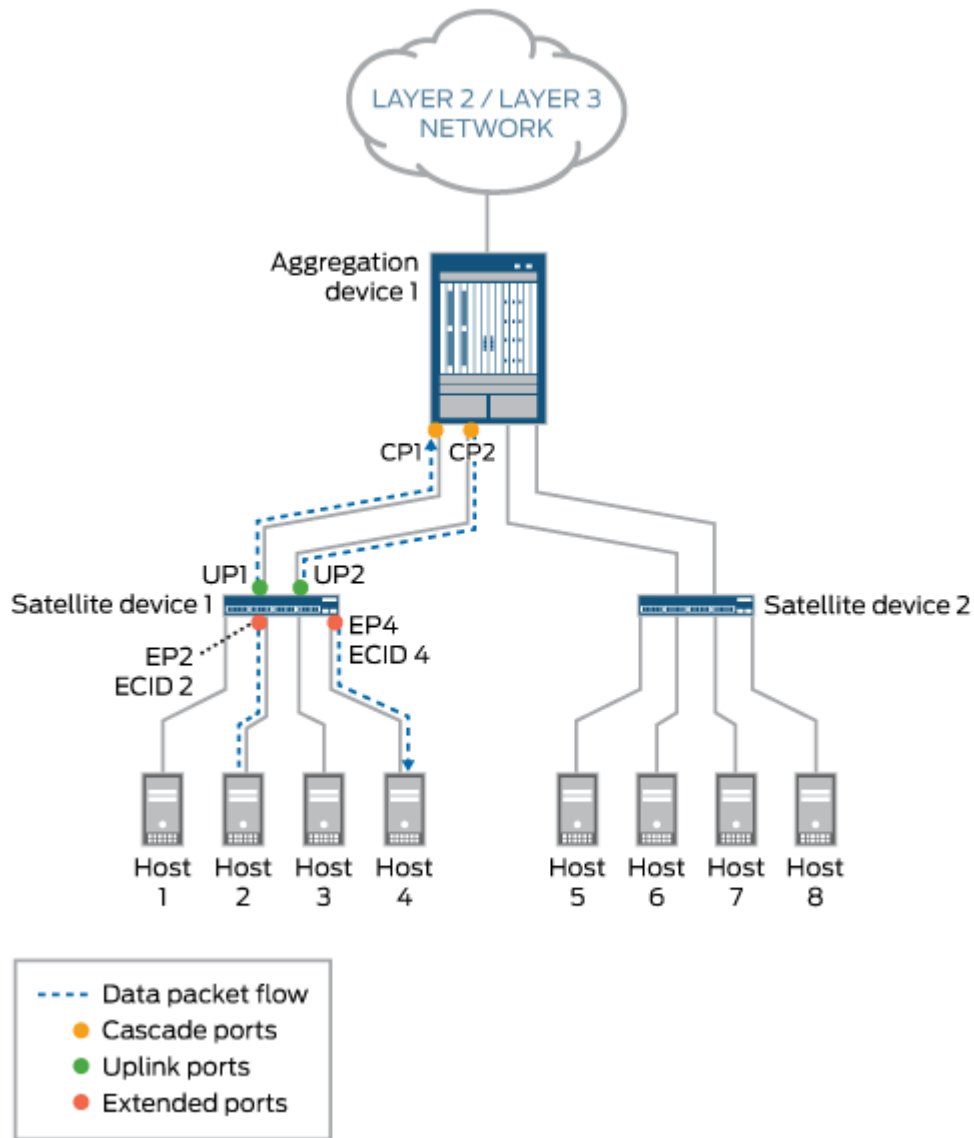 LAYER 2 / LAYER 3
NETWORK
Aggregation
device 1
CP1 CP2
UP1 UP2
Satellite device 1
Satellite device 2
EP2
ECID 2
EP4
ECID 4
Host
1
Host
2
Host
3
Host
4
Host
5
Host
6
Host
7
Host
8
Data packet flow
Cascade ports
Uplink ports
Extended ports